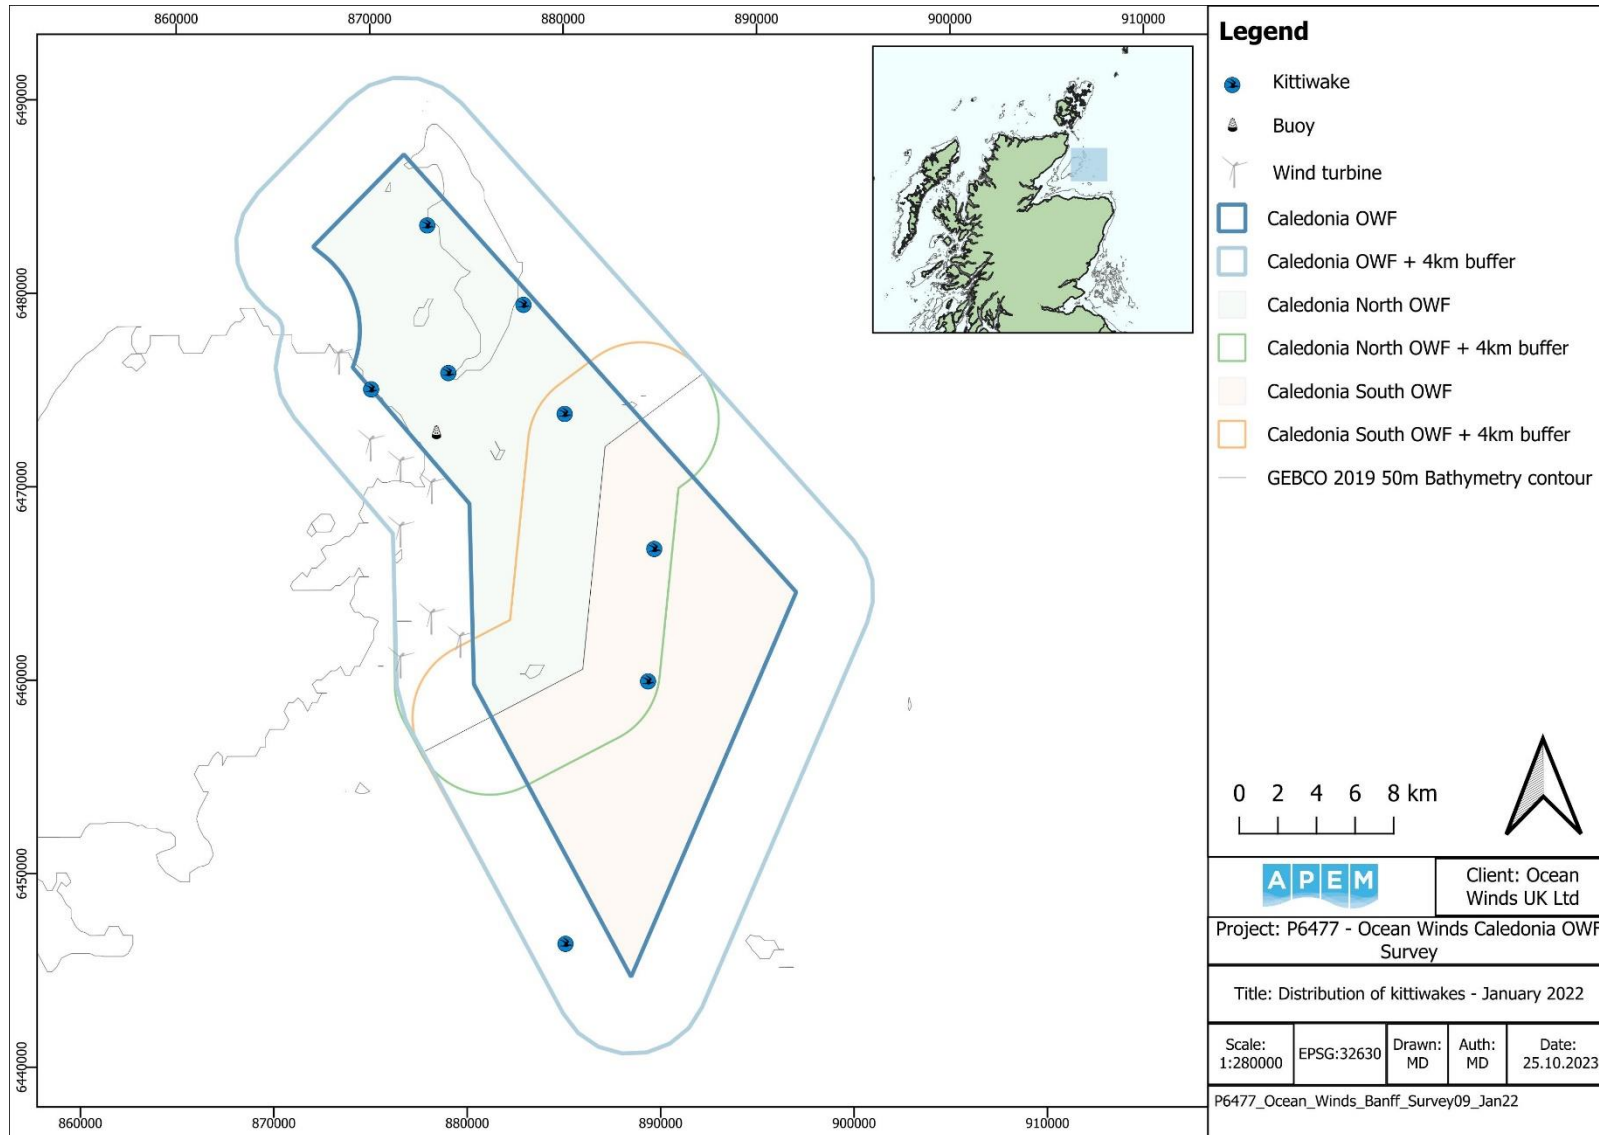 860000 870000 880000 890000 900000 910000
6490000
6480000
6470000
6460000
6450000
6440000
860000 870000 880000 890000 900000 910000
Legend
Kittiwake
Buoy
Wind turbine
Caledonia OWF
Caledonia OWF + 4km buffer
Caledonia North OWF
Caledonia North OWF + 4km buffer
Caledonia South OWF
Caledonia South OWF + 4km buffer
GEBCO 2019 50m Bathymetry contour
0 2 4 6 8 km
APEM
Client: Ocean
Winds UK Ltd
Project: P6477 - Ocean Winds Caledonia OWF
Survey
Title: Distribution of kittiwakes - January 2022
Scale:
1:280000
EPSG:32630
Drawn:
MD
Auth:
MD
Date:
25.10.2023
P6477_Ocean_Winds_Banff_Survey09_Jan22